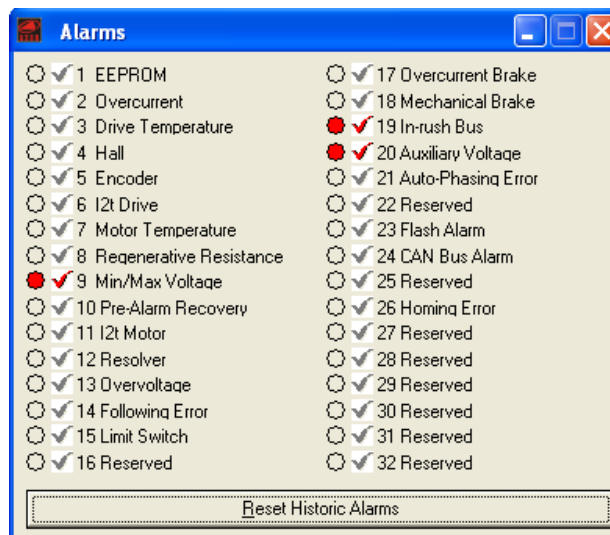 Alarms
1 EEPROM
2 Overcurrent
3 Drive Temperature
4 Hall
5 Encoder
6 I2t Drive
7 Motor Temperature
8 Regenerative Resistance
9 Min/Max Voltage
10 Pre-Alarm Recovery
11 I2t Motor
12 Resolver
13 Overvoltage
14 Following Error
15 Limit Switch
16 Reserved
17 Overcurrent Brake
18 Mechanical Brake
19 In-rush Bus
20 Auxiliary Voltage
21 Auto-Phasing Error
22 Reserved
23 Flash Alarm
24 CAN Bus Alarm
25 Reserved
26 Homing Error
27 Reserved
28 Reserved
29 Reserved
30 Reserved
31 Reserved
32 Reserved
Reset Historic Alarms